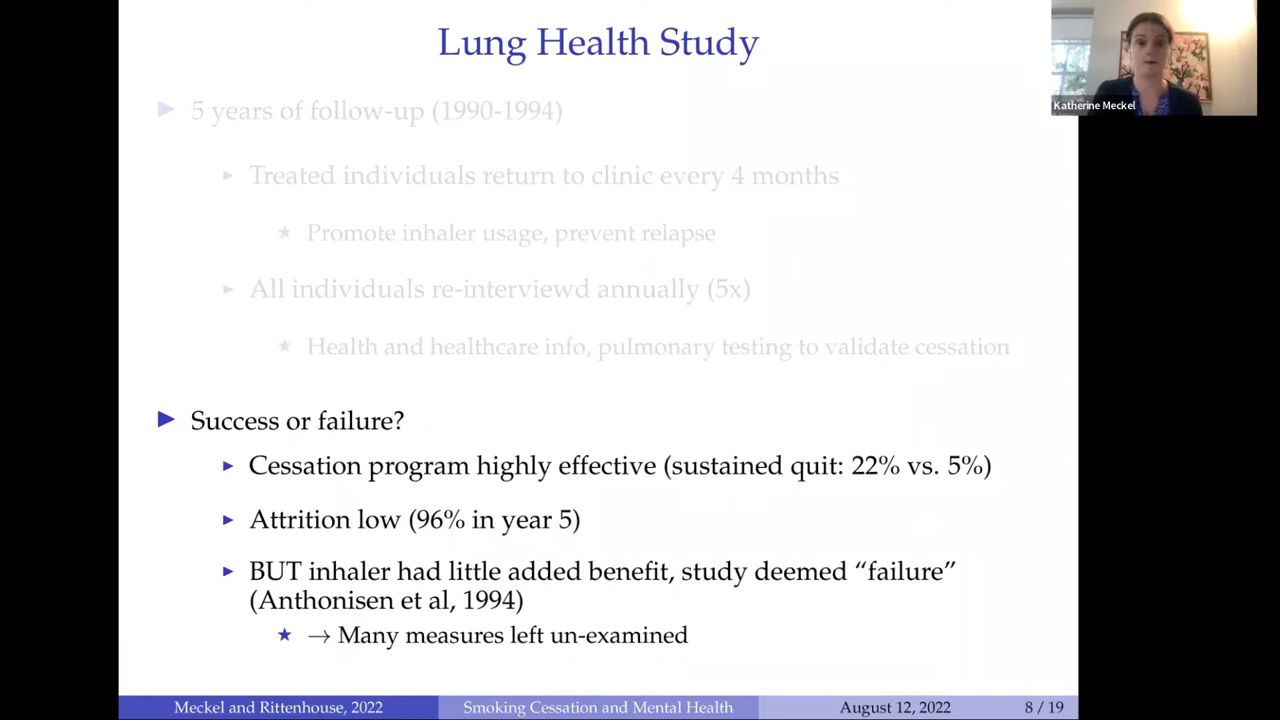 Lung Health Study
Katherine Meckel
▶ 5 years of follow-up (1990-1994)
▶ Treated individuals return to clinic every 4 months
★ Promote inhaler usage, prevent relapse
▶ All individuals re-interviewd annually (5x)
★ Health and healthcare info, pulmonary testing to validate cessation
▶ Success or failure?
▶ Cessation program highly effective (sustained quit: 22% vs. 5%)
▶ Attrition low (96% in year 5)
▶ BUT inhaler had little added benefit, study deemed “failure”
(Anthonisen et al, 1994)
★ → Many measures left un-examined
Meckel and Rittenhouse, 2022 Smoking Cessation and Mental Health August 12, 2022 8 / 19